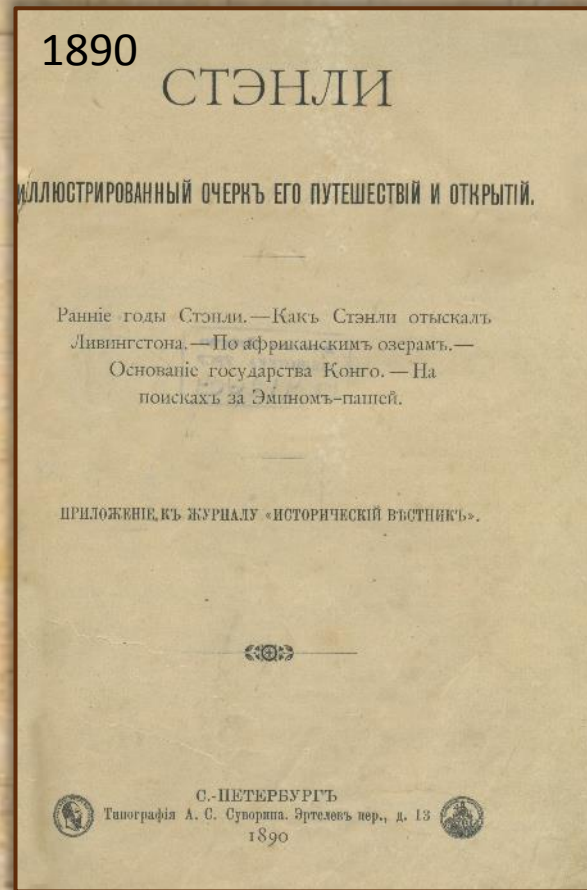 1890
СТЭНЛИ
ИЛЛЮСТРИРОВАННЫЙ ОЧЕРКЪ ЕГО ПУТЕШЕСТВІЙ И ОТКРЫТІЙ.
Ранніе годы Стэнли.—Какъ Стэнли отыскалъ
Ливингстона.—По африканскимъ озерамъ.—
Основаніе государства Конго.—На
поискахъ за Эминомъ-пашей.
ПРИЛОЖЕНІЕ КЪ ЖУРНАЛУ «ИСТОРИЧЕСКІЙ ВѢСТНИКЪ».
С.-ПЕТЕРБУРГЪ
Типографія А. С. Суворина. Эртелевъ пер., д. 13
1890